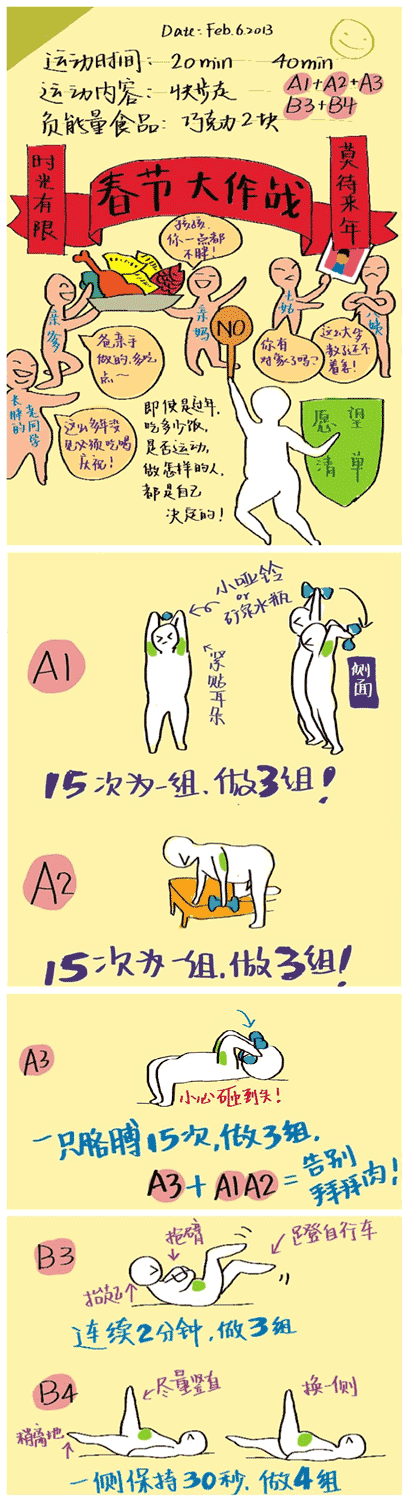 Date: Feb.6.2013
运动时间: 20min 40min
运动内容: 快步走 A1+A2+A3
B3+B4
负能量食品: 巧克力2块
时光有限
春节大作战
莫待来年
孩孩,
你一点都
不胖!
亲爹
亲妈
大姑
八姨
NO
爸亲手
做的,多吃
点~
你有
对象了吗?
这么大岁
数了还不
着急!
长胖的
老同学
这么多年没
见必须吃喝
庆祝!
即使是过年,
吃多少饭,
是否运动,
做怎样的人,
都是自己
决定的!
愿望
清单
小哑铃
or
矿泉水瓶
A1
紧贴耳朵
侧面
15次为一组,做3组!
A2
15次为一组,做3组!
A3
小心砸到头!
一只胳膊15次,做3组,
A3+A1A2=告别
拜拜肉!
B3
抱臂
足登自行车
抬起
连续2分钟,做3组
B4
尽量竖直
换一侧
稍离地
一侧保持30秒,做4组